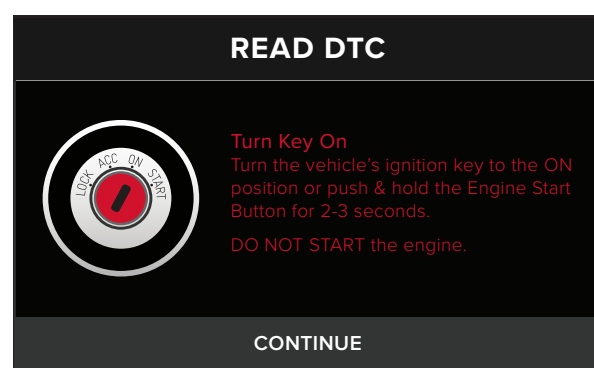 READ DTC
LOCK ACC ON START
Turn Key On
Turn the vehicle's ignition key to the ON
position or push & hold the Engine Start
Button for 2-3 seconds.
DO NOT START the engine.
CONTINUE